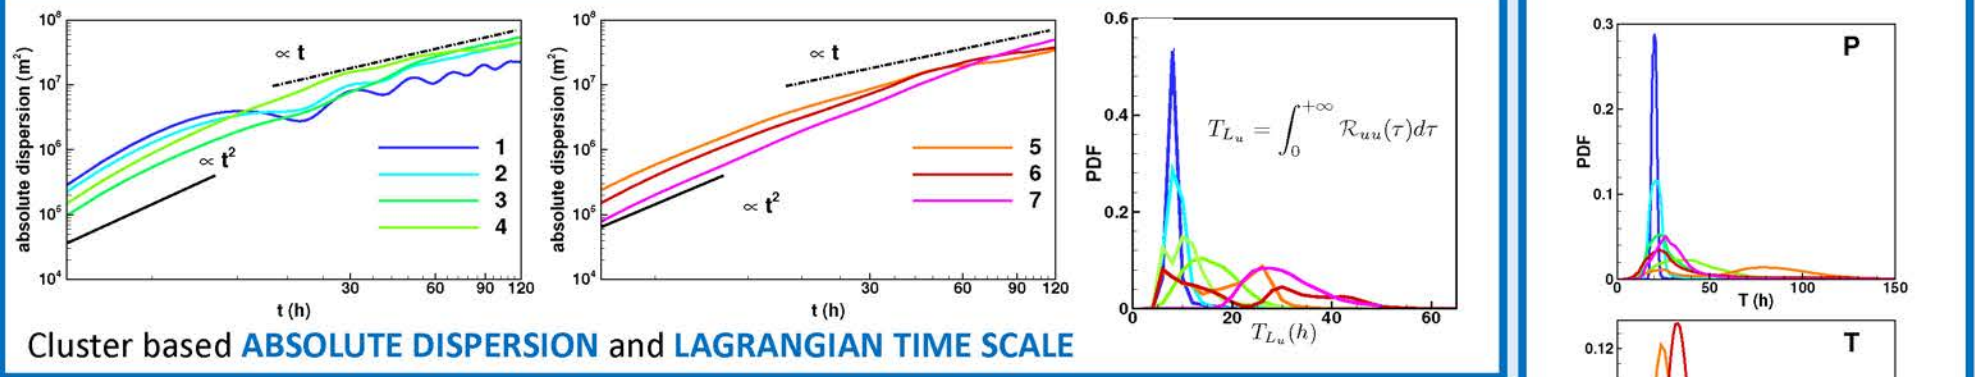 10⁸
10⁷
10⁶
10⁵
10⁴
absolute dispersion (m²)
∝ t
∝ t²
1
2
3
4
30 60 90 120
t (h)
10⁸
10⁷
10⁶
10⁵
10⁴
absolute dispersion (m²)
∝ t
∝ t²
5
6
7
30 60 90 120
t (h)
0.6
0.4
0.2
0
PDF
T_{L_u} = ∫_0^{+∞} R_{uu}(τ)dτ
0 20 40 60
T_{L_u}(h)
Cluster based ABSOLUTE DISPERSION and LAGRANGIAN TIME SCALE
0.3
0.2
0.1
0
PDF
P
0 50 100 150
T (h)
0.12
T